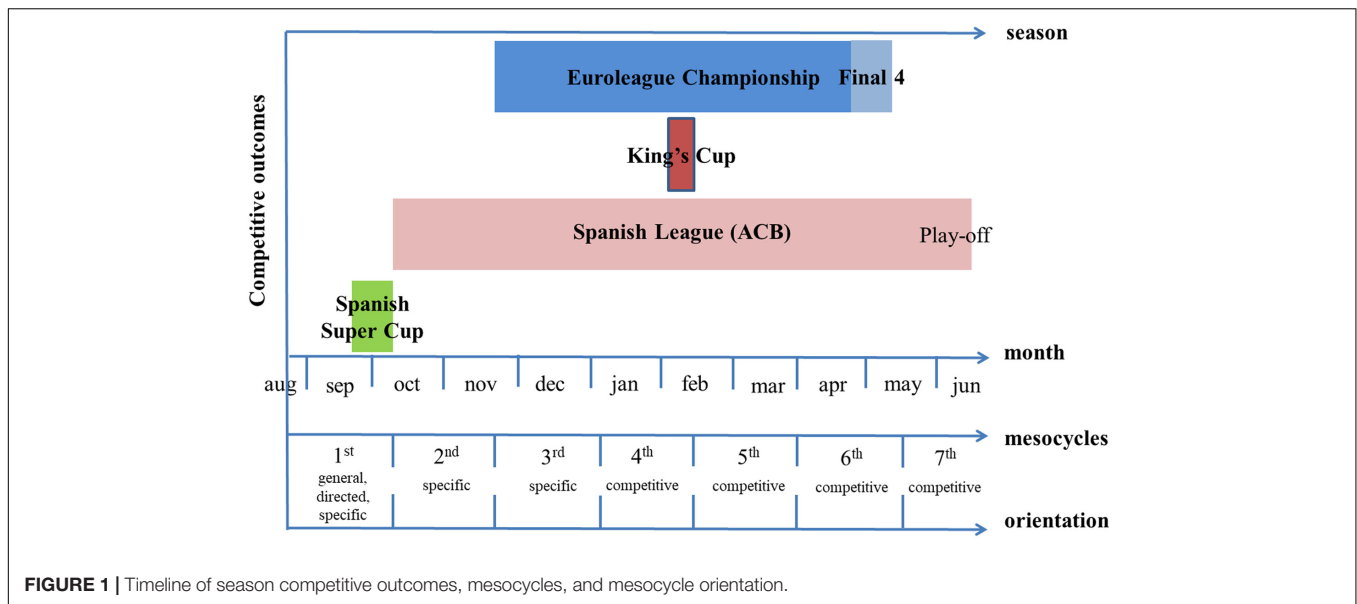 season
Competitive outcomes
Euroleague Championship
Final 4
King's Cup
Spanish League (ACB)
Play-off
Spanish
Super Cup
month
aug sep oct nov dec jan feb mar apr may jun
mesocycles
1st 2nd 3rd 4th 5th 6th 7th
general,
directed,
specific
specific specific competitive competitive competitive competitive
orientation
FIGURE 1 | Timeline of season competitive outcomes, mesocycles, and mesocycle orientation.